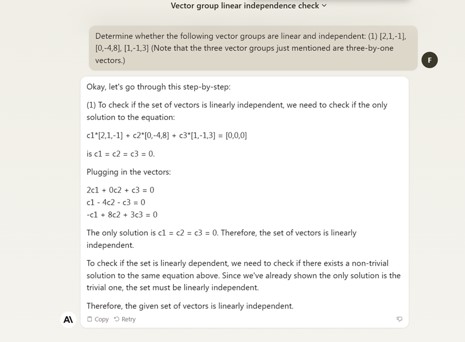 Vector group linear independence check
Determine whether the following vector groups are linear and independent: (1) [2,1,-1],
[0,-4,8], [1,-1,3] (Note that the three vector groups just mentioned are three-by-one
vectors.)
F
Okay, let's go through this step-by-step:
(1) To check if the set of vectors is linearly independent, we need to check if the only
solution to the equation:
c1*[2,1,-1] + c2*[0,-4,8] + c3*[1,-1,3] = [0,0,0]
is c1 = c2 = c3 = 0.
Plugging in the vectors:
2c1 + 0c2 + c3 = 0
c1 - 4c2 - c3 = 0
-c1 + 8c2 + 3c3 = 0
The only solution is c1 = c2 = c3 = 0. Therefore, the set of vectors is linearly
independent.
To check if the set is linearly dependent, we need to check if there exists a non-trivial
solution to the same equation above. Since we've already shown the only solution is the
trivial one, the set must be linearly independent.
Therefore, the given set of vectors is linearly independent.
Copy Retry